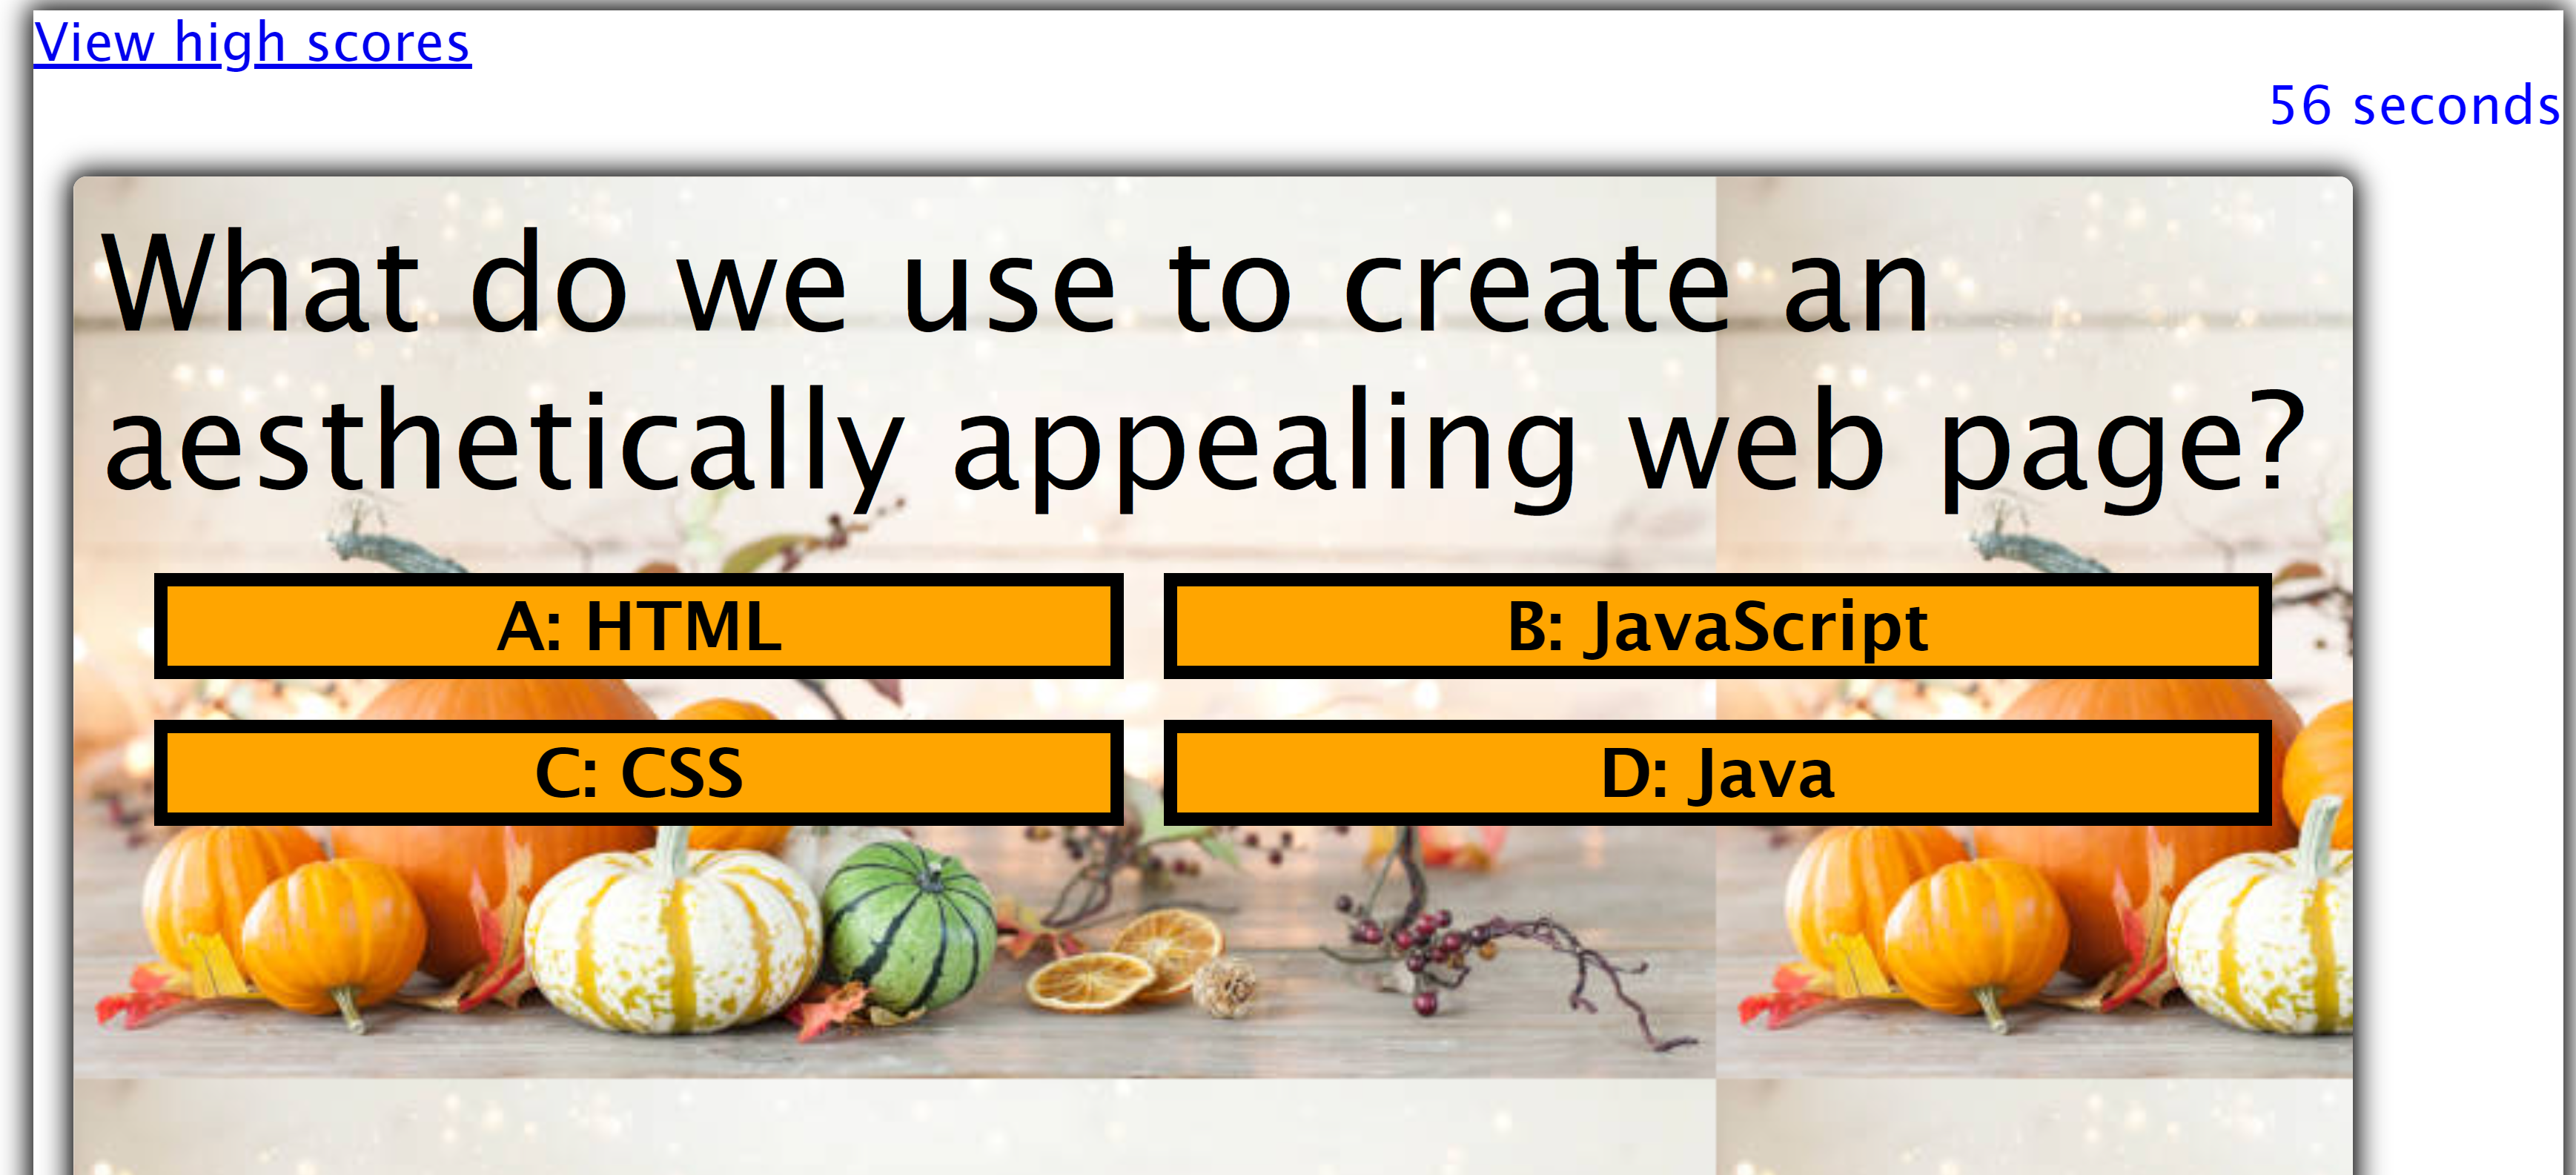 View high scores
56 seconds
What do we use to create an
aesthetically appealing web page?
A: HTML
B: JavaScript
C: CSS
D: Java